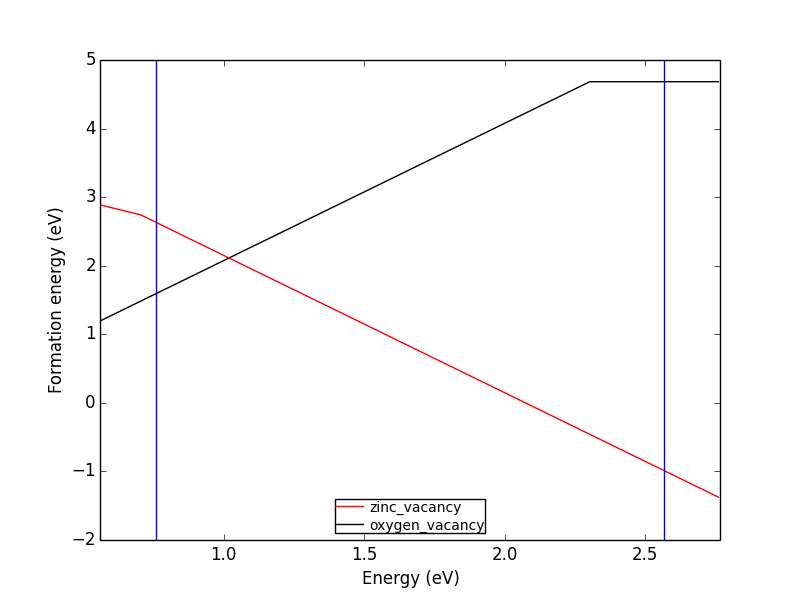 5
4
3
2
1
0
−1
−2
Formation energy (eV)
zinc_vacancy
oxygen_vacancy
1.0 1.5 2.0 2.5
Energy (eV)